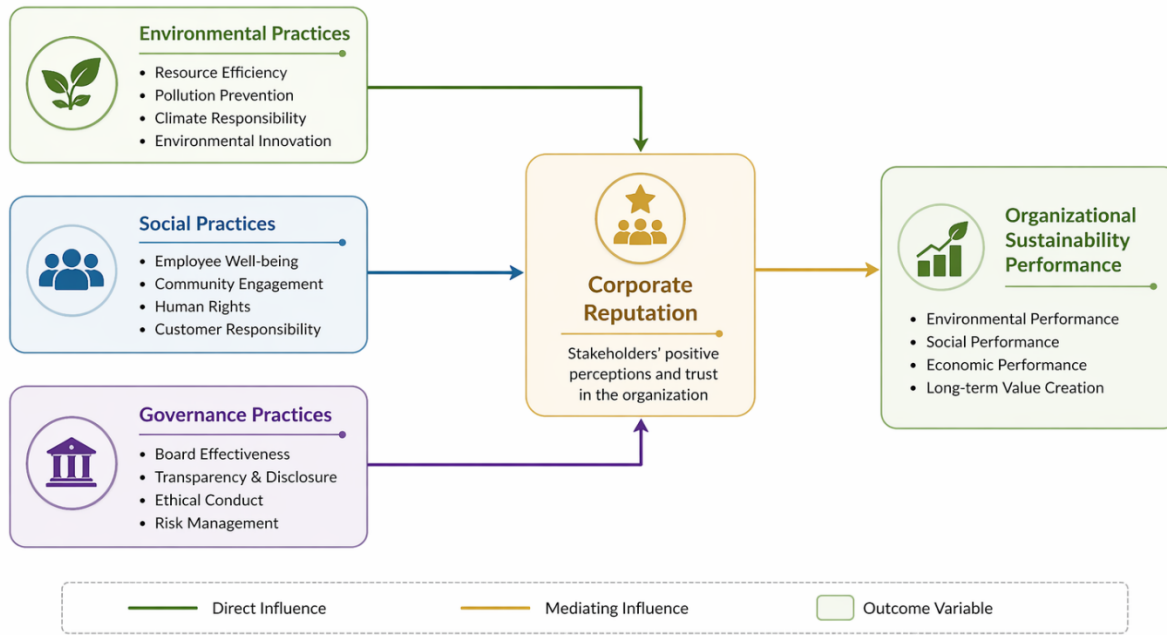 Environmental Practices
• Resource Efficiency
• Pollution Prevention
• Climate Responsibility
• Environmental Innovation
Social Practices
• Employee Well-being
• Community Engagement
• Human Rights
• Customer Responsibility
Governance Practices
• Board Effectiveness
• Transparency & Disclosure
• Ethical Conduct
• Risk Management
Corporate
Reputation
Stakeholders' positive
perceptions and trust
in the organization
Organizational
Sustainability
Performance
• Environmental Performance
• Social Performance
• Economic Performance
• Long-term Value Creation
Direct Influence
Mediating Influence
Outcome Variable